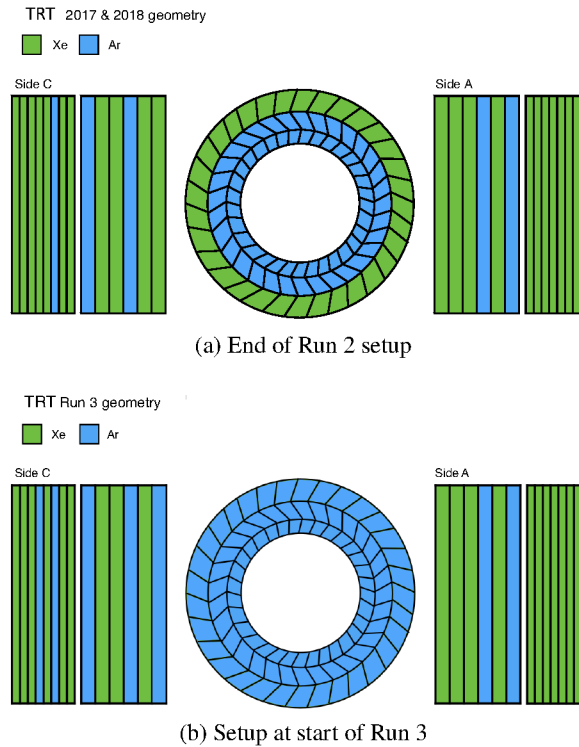 TRT 2017 & 2018 geometry
Xe Ar
Side C
Side A
(a) End of Run 2 setup
TRT Run 3 geometry
Xe Ar
Side C
Side A
(b) Setup at start of Run 3